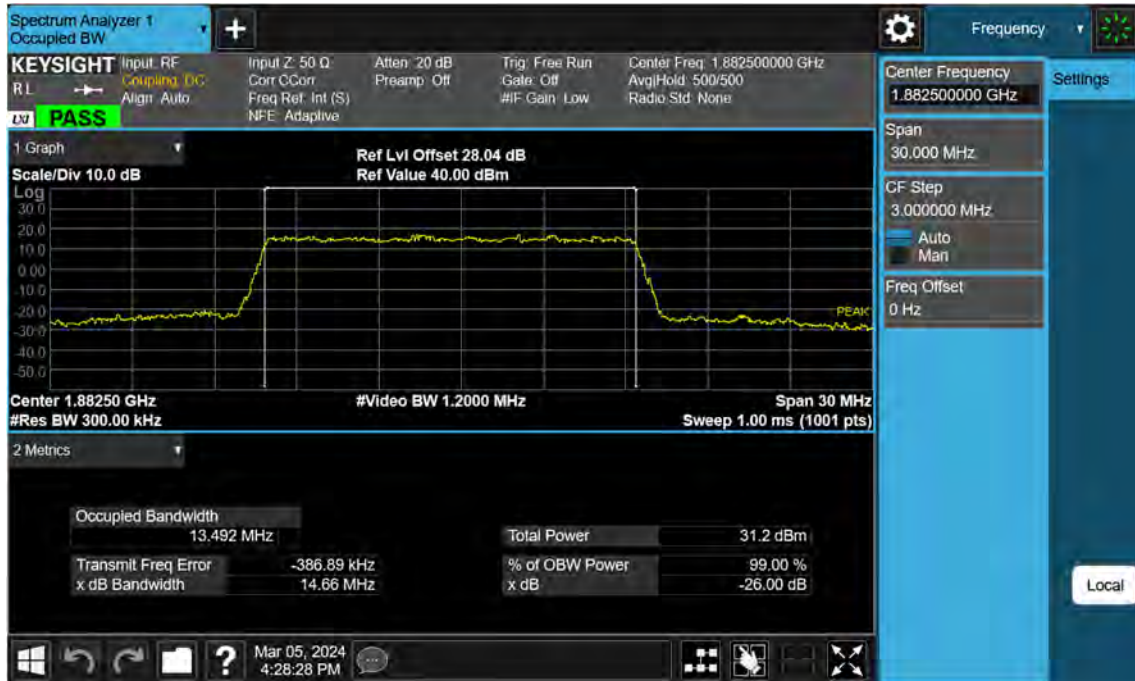 Spectrum Analyzer 1
Occupied BW
Frequency
KEYSIGHT
RL
LXI PASS
Input: RF
Coupling: DC
Align: Auto
Input Z: 50 Ω
Corr CCorr
Freq Ref: Int (S)
NFE: Adaptive
Atten: 20 dB
Preamp: Off
Trig: Free Run
Gate: Off
#IF Gain: Low
Center Freq: 1.882500000 GHz
Avg|Hold: 500/500
Radio Std: None
Center Frequency
1.882500000 GHz
Settings
Span
30.000 MHz
CF Step
3.000000 MHz
Auto
Man
Freq Offset
0 Hz
1 Graph
Scale/Div 10.0 dB
Ref Lvl Offset 28.04 dB
Ref Value 40.00 dBm
Log
30.0
20.0
10.0
0.00
-10.0
-20.0
-30.0
-40.0
-50.0
PEAK
Center 1.88250 GHz
#Video BW 1.2000 MHz
Span 30 MHz
#Res BW 300.00 kHz
Sweep 1.00 ms (1001 pts)
2 Metrics
Occupied Bandwidth
13.492 MHz
Total Power 31.2 dBm
Transmit Freq Error -386.89 kHz
% of OBW Power 99.00 %
x dB Bandwidth 14.66 MHz
x dB -26.00 dB
Local
?
Mar 05, 2024
4:28:28 PM